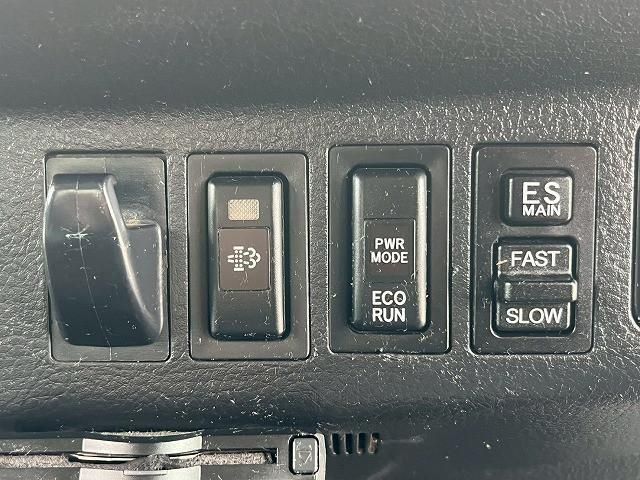 PWR
MODE
ECO
RUN
ES
MAIN
FAST
SLOW